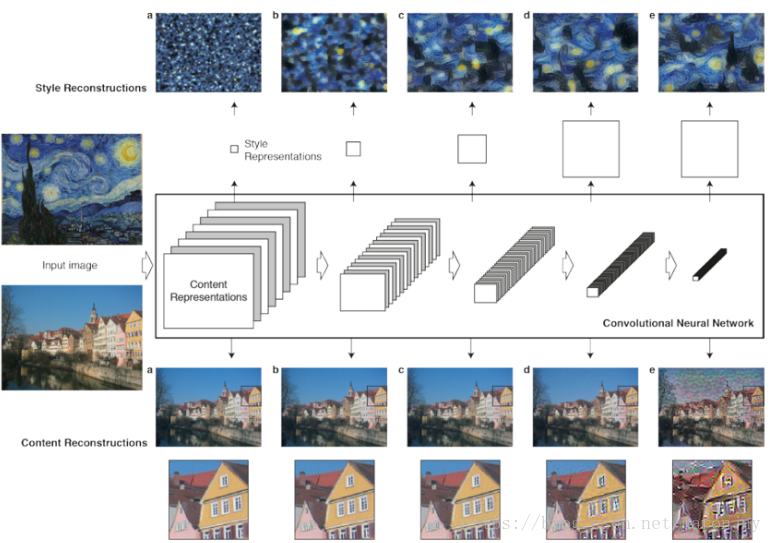 a b c d e
Style Reconstructions
Style
Representations
Input image
Content
Representations
Convolutional Neural Network
a b c d e
Content Reconstructions